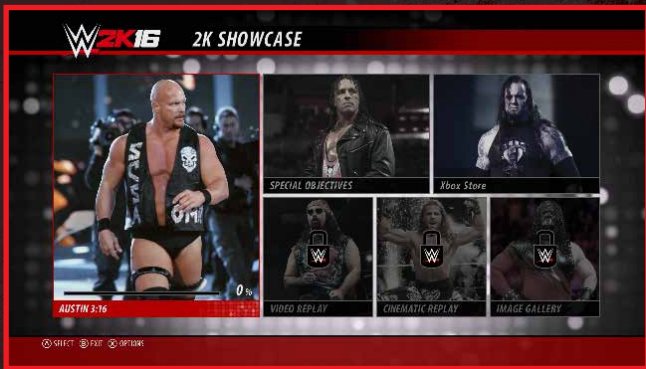 W 2K16 2K SHOWCASE
SPECIAL OBJECTIVES
Xbox Store
0 %
AUSTIN 3:16
VIDEO REPLAY
CINEMATIC REPLAY
IMAGE GALLERY
A SELECT B EXIT X OPTIONS